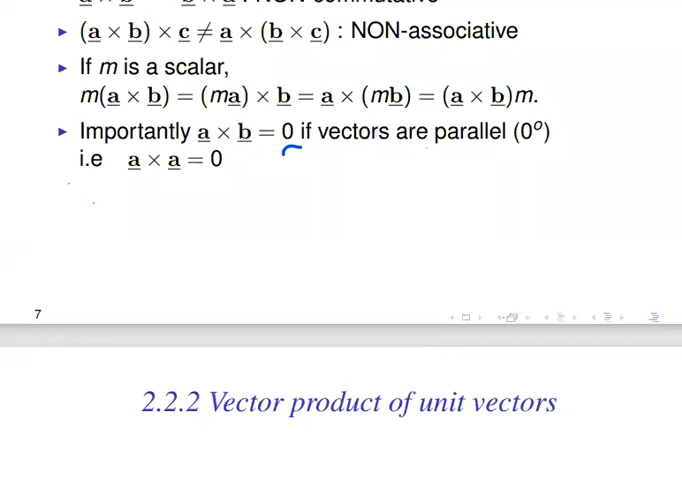 ▶ (a × b) × c ≠ a × (b × c) : NON-associative
▶ If m is a scalar,
m(a × b) = (ma) × b = a × (mb) = (a × b)m.
▶ Importantly a × b = 0 if vectors are parallel (0º)
i.e a × a = 0
7
2.2.2 Vector product of unit vectors